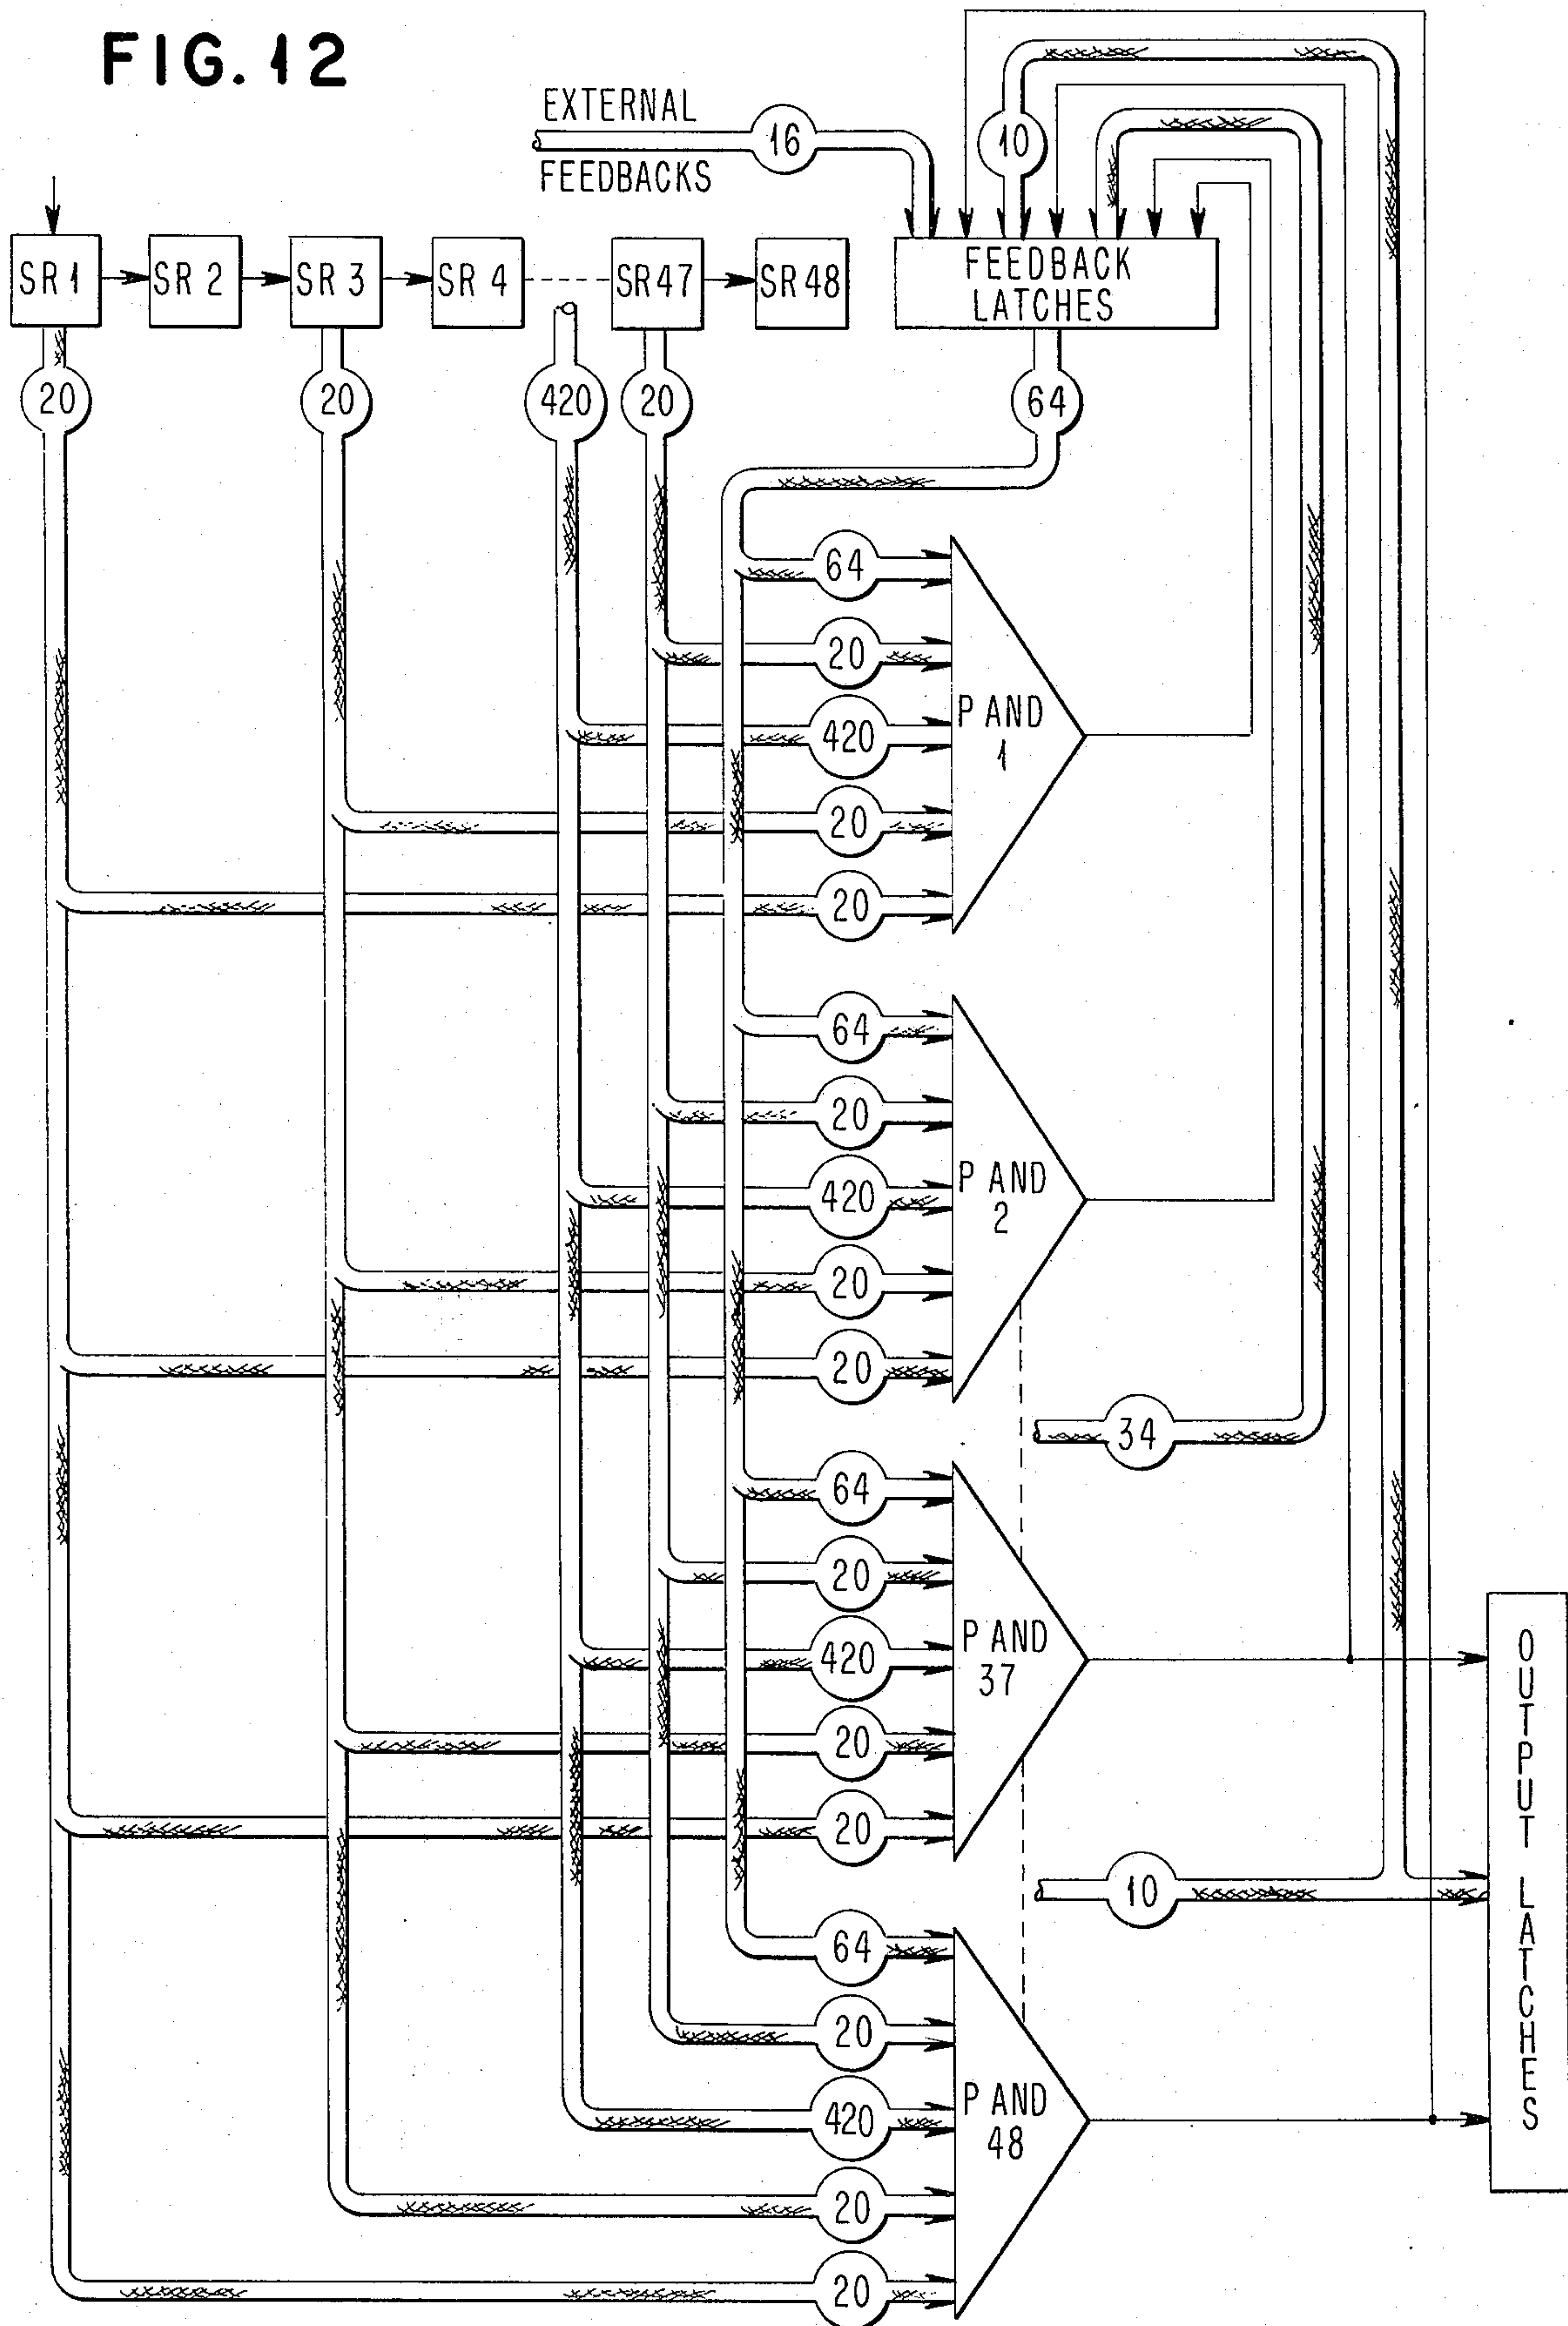 FIG. 12
EXTERNAL
FEEDBACKS
16
10
SR 1
SR 2
SR 3
SR 4
SR 47
SR 48
FEEDBACK
LATCHES
20
20
420
20
64
64
20
420
20
20
P AND
1
64
20
420
20
20
P AND
2
34
64
20
420
20
20
P AND
37
10
64
20
420
20
20
P AND
48
OUTPUT LATCHES